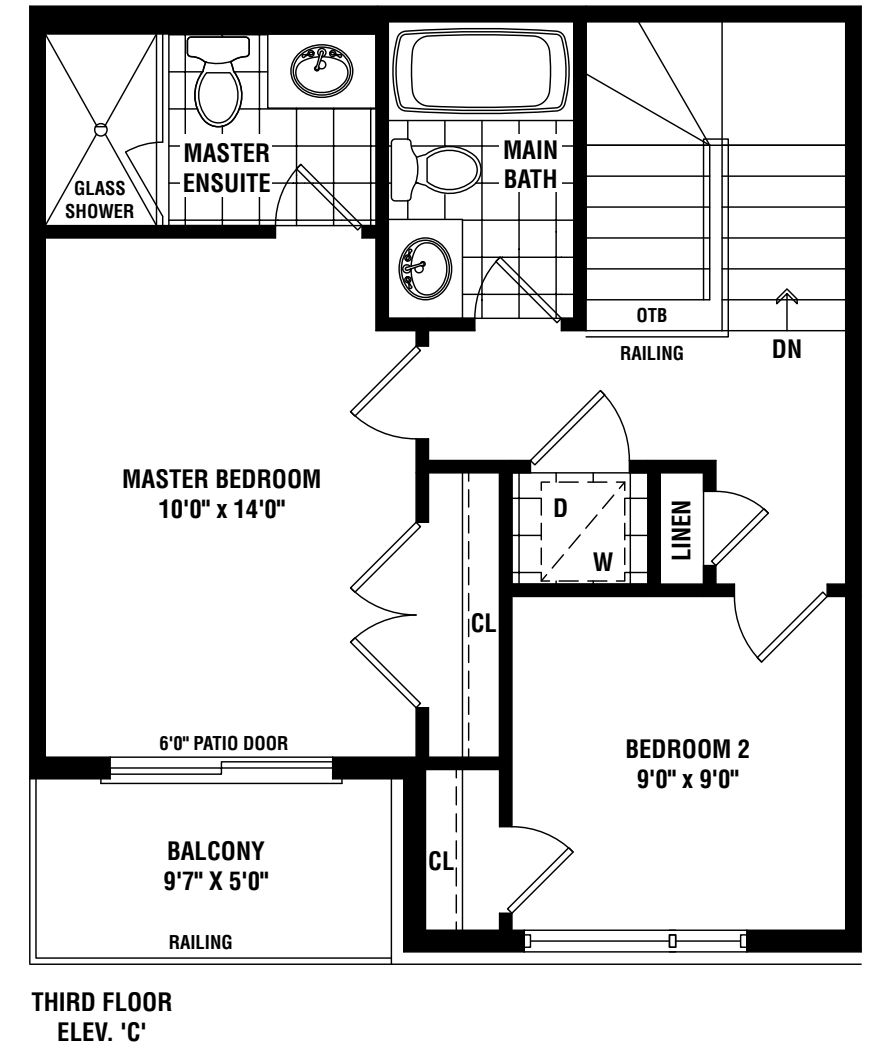 GLASS
SHOWER
MASTER
ENSUITE
MAIN
BATH
OTB
RAILING
DN
MASTER BEDROOM
10'0" x 14'0"
D
W
LINEN
CL
6'0" PATIO DOOR
BEDROOM 2
9'0" x 9'0"
BALCONY
9'7" X 5'0"
CL
RAILING
THIRD FLOOR
ELEV. 'C'